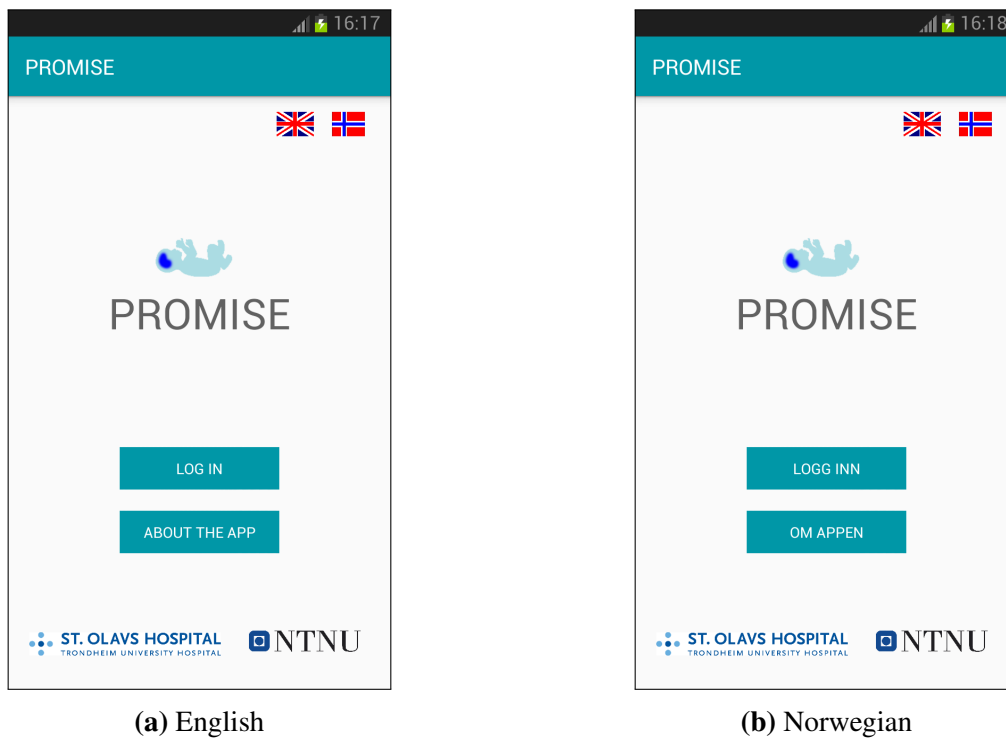 16:17
PROMISE
PROMISE
LOG IN
ABOUT THE APP
ST. OLAVS HOSPITAL
TRONDHEIM UNIVERSITY HOSPITAL
NTNU
(a) English
16:18
PROMISE
PROMISE
LOGG INN
OM APPEN
ST. OLAVS HOSPITAL
TRONDHEIM UNIVERSITY HOSPITAL
NTNU
(b) Norwegian